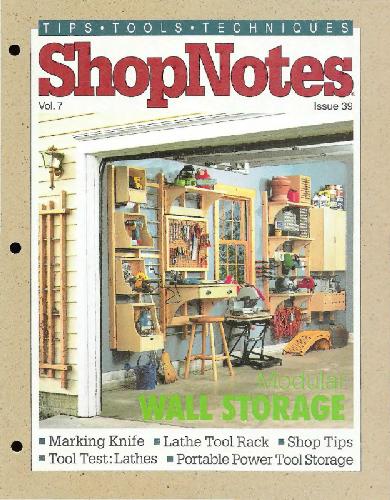 TIPS • TOOLS • TECHNIQUES
ShopNotes
Vol. 7 Issue 39
Modular
WALL STORAGE
■ Marking Knife ■ Lathe Tool Rack ■ Shop Tips
■ Tool Test: Lathes ■ Portable Power Tool Storage